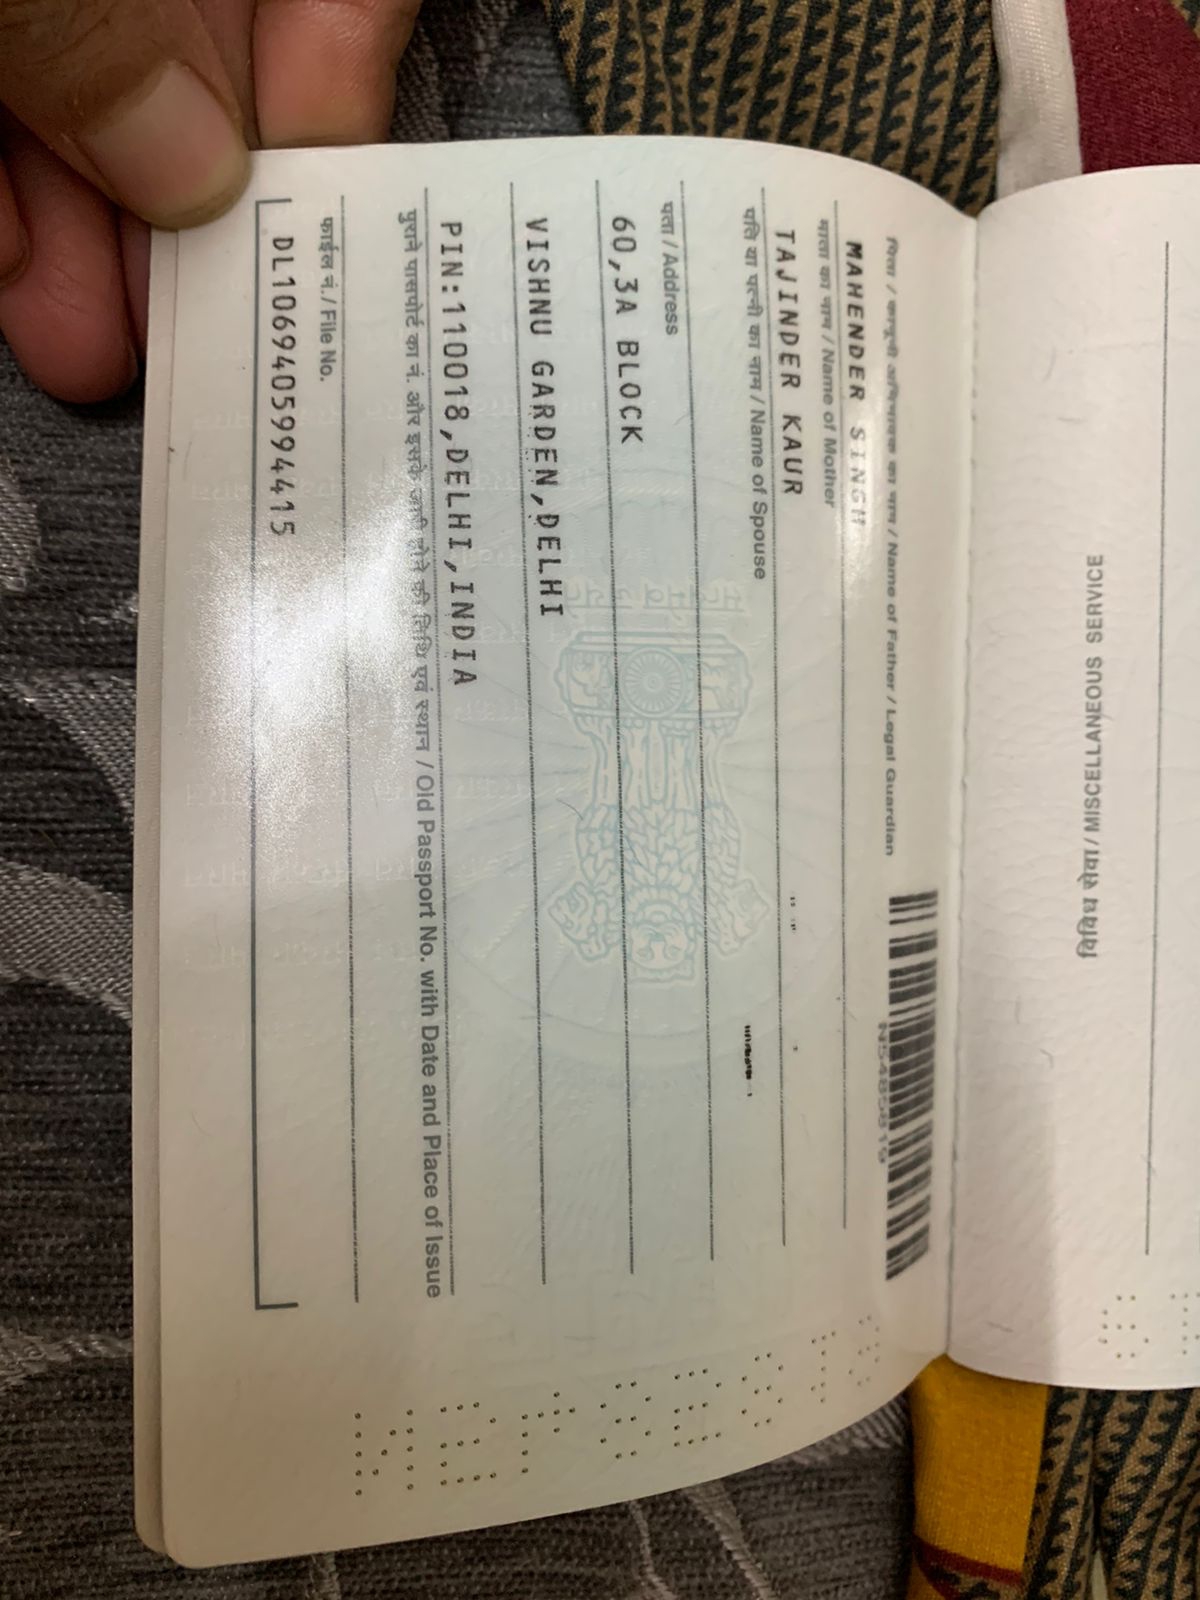 विविध सेवा / MISCELLANEOUS SERVICE
पिता / कानूनी अभिभावक का नाम / Name of Father / Legal Guardian
N5485819
MAHENDER SINGH
माता का नाम / Name of Mother
TAJINDER KAUR
पति या पत्नी का नाम / Name of Spouse
पता / Address
60,3A BLOCK
VISHNU GARDEN,DELHI
PIN:110018,DELHI,INDIA
पुराने पासपोर्ट का नं. और इसके जारी होने की तिथि एवं स्थान / Old Passport No. with Date and Place of Issue
फाईल नं./ File No.
DL1069405994415